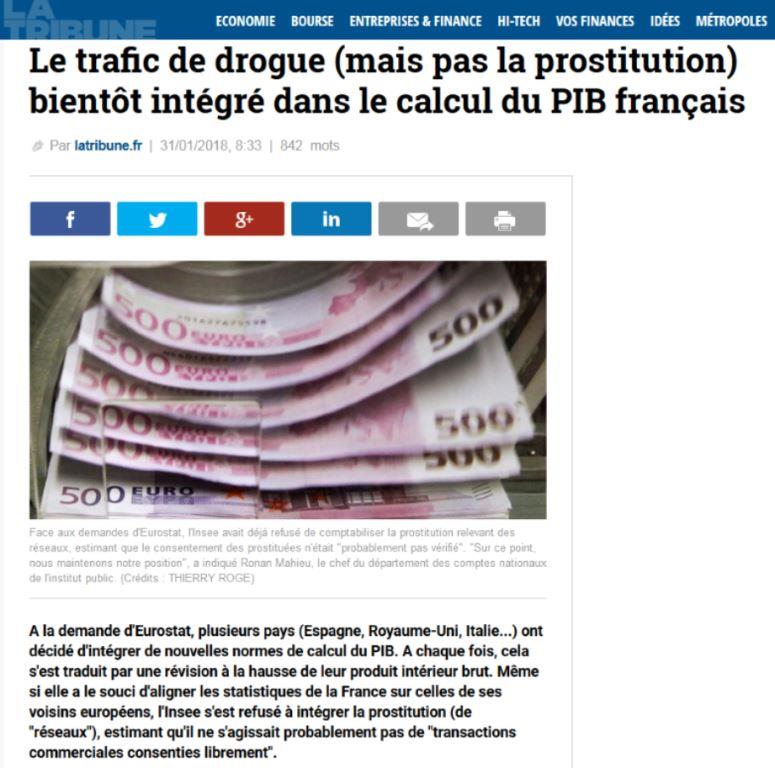 LA
TRIBUNE
ECONOMIE BOURSE ENTREPRISES & FINANCE HI-TECH VOS FINANCES IDÉES MÉTROPOLES
Le trafic de drogue (mais pas la prostitution)
bientôt intégré dans le calcul du PIB français
Par latribune.fr | 31/01/2018, 8:33 | 842 mots
f g+ in
500 EURO
500
500 EURO
500
500
500
500
500
500 EURO
Face aux demandes d'Eurostat, l'Insee avait déjà refusé de comptabiliser la prostitution relevant des
réseaux, estimant que le consentement des prostituées n'était "probablement pas vérifié". "Sur ce point,
nous maintenons notre position", a indiqué Ronan Mahieu, le chef du département des comptes nationaux
de l'institut public. (Crédits : THIERRY ROGE)
A la demande d'Eurostat, plusieurs pays (Espagne, Royaume-Uni, Italie...) ont
décidé d'intégrer de nouvelles normes de calcul du PIB. A chaque fois, cela
s'est traduit par une révision à la hausse de leur produit intérieur brut. Même
si elle a le souci d'aligner les statistiques de la France sur celles de ses
voisins européens, l'Insee s'est refusé à intégrer la prostitution (de
"réseaux"), estimant qu'il ne s'agissait probablement pas de "transactions
commerciales consenties librement".